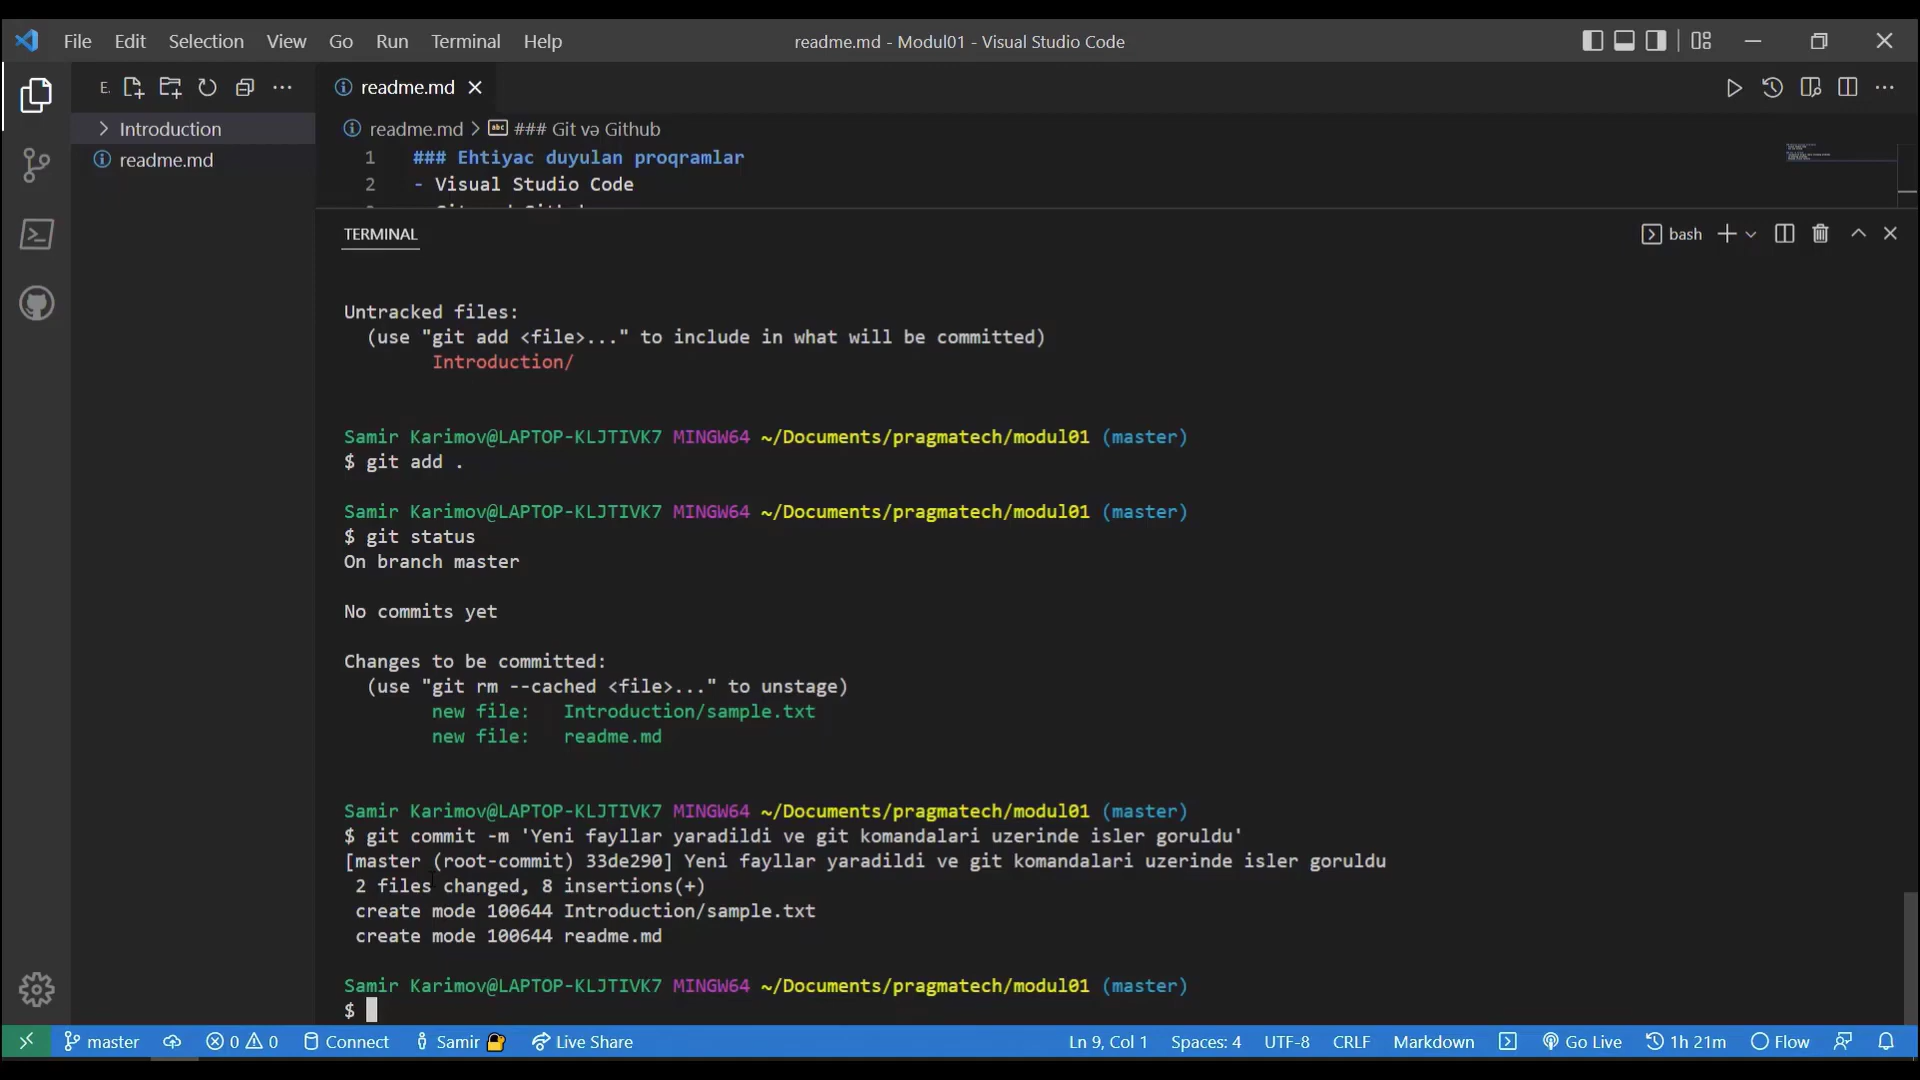 File Edit Selection View Go Run Terminal Help
readme.md - Modul01 - Visual Studio Code
E.
readme.md
Introduction
readme.md
readme.md > ### Git və Github
1 ### Ehtiyac duyulan proqramlar
2 - Visual Studio Code
TERMINAL
bash
Untracked files:
(use "git add <file>..." to include in what will be committed)
Introduction/
Samir Karimov@LAPTOP-KLJTIVK7 MINGW64 ~/Documents/pragmatech/modul01 (master)
$ git add .
Samir Karimov@LAPTOP-KLJTIVK7 MINGW64 ~/Documents/pragmatech/modul01 (master)
$ git status
On branch master
No commits yet
Changes to be committed:
(use "git rm --cached <file>..." to unstage)
new file:   Introduction/sample.txt
new file:   readme.md
Samir Karimov@LAPTOP-KLJTIVK7 MINGW64 ~/Documents/pragmatech/modul01 (master)
$ git commit -m 'Yeni fayllar yaradildi ve git komandalari uzerinde isler goruldu'
[master (root-commit) 33de290] Yeni fayllar yaradildi ve git komandalari uzerinde isler goruldu
2 files changed, 8 insertions(+)
create mode 100644 Introduction/sample.txt
create mode 100644 readme.md
Samir Karimov@LAPTOP-KLJTIVK7 MINGW64 ~/Documents/pragmatech/modul01 (master)
$
master 0 0 Connect Samir Live Share Ln 9, Col 1 Spaces: 4 UTF-8 CRLF Markdown Go Live 1h 21m Flow